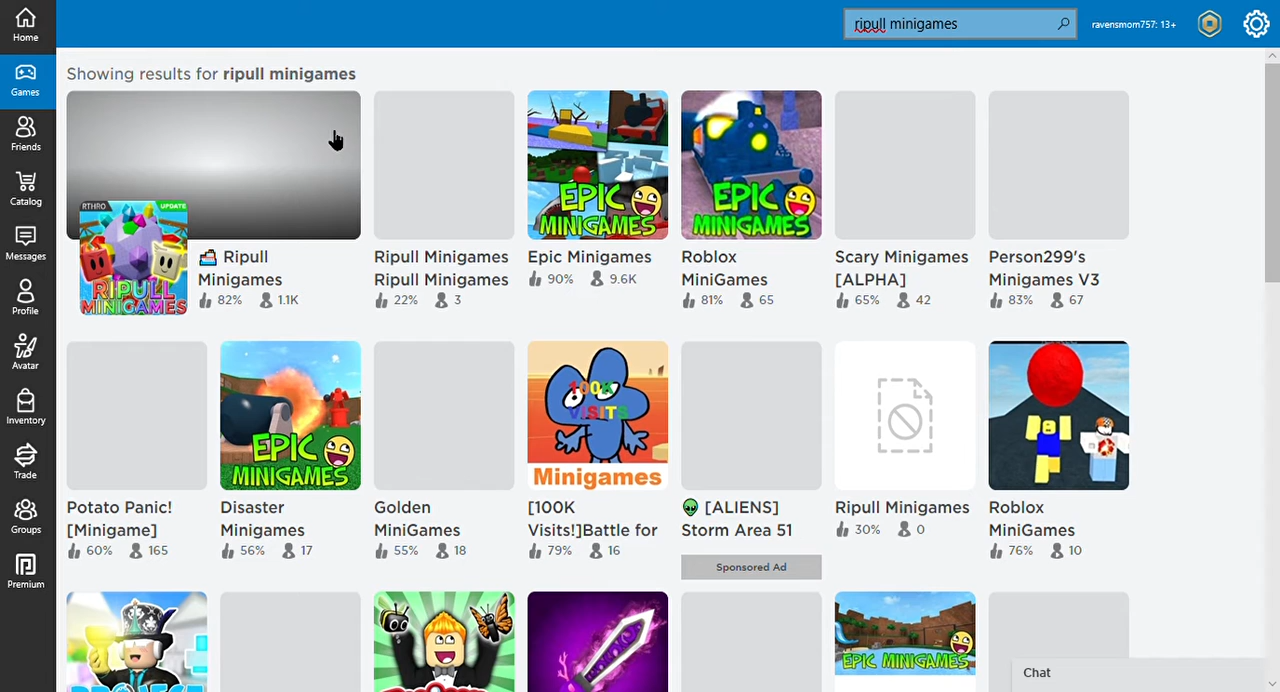 ripull minigames
ravensmom757: 13+
Home
Games
Friends
Catalog
Messages
Profile
Avatar
Inventory
Trade
Groups
Premium
Showing results for ripull minigames
RTHRO
UPDATE
RIPULL
MINIGAMES
Ripull
Minigames
82% 1.1K
Ripull Minigames
Ripull Minigames
22% 3
EPIC
MINIGAMES
Epic Minigames
90% 9.6K
EPIC
MINIGAMES
Roblox
MiniGames
81% 65
Scary Minigames
[ALPHA]
65% 42
Person299's
Minigames V3
83% 67
Potato Panic!
[Minigame]
60% 165
EPIC
MINIGAMES
Disaster
Minigames
56% 17
Golden
MiniGames
55% 18
100K
VISITS
Minigames
[100K
Visits!]Battle for
79% 16
[ALIENS]
Storm Area 51
Sponsored Ad
Ripull Minigames
30% 0
Roblox
MiniGames
76% 10
EPIC MINIGAMES
Chat